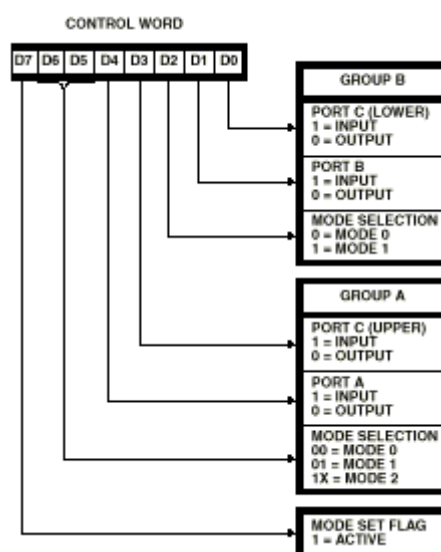 CONTROL WORD
D7 D6 D5 D4 D3 D2 D1 D0
GROUP B
PORT C (LOWER)
1 = INPUT
0 = OUTPUT
PORT B
1 = INPUT
0 = OUTPUT
MODE SELECTION
0 = MODE 0
1 = MODE 1
GROUP A
PORT C (UPPER)
1 = INPUT
0 = OUTPUT
PORT A
1 = INPUT
0 = OUTPUT
MODE SELECTION
00 = MODE 0
01 = MODE 1
1X = MODE 2
MODE SET FLAG
1 = ACTIVE